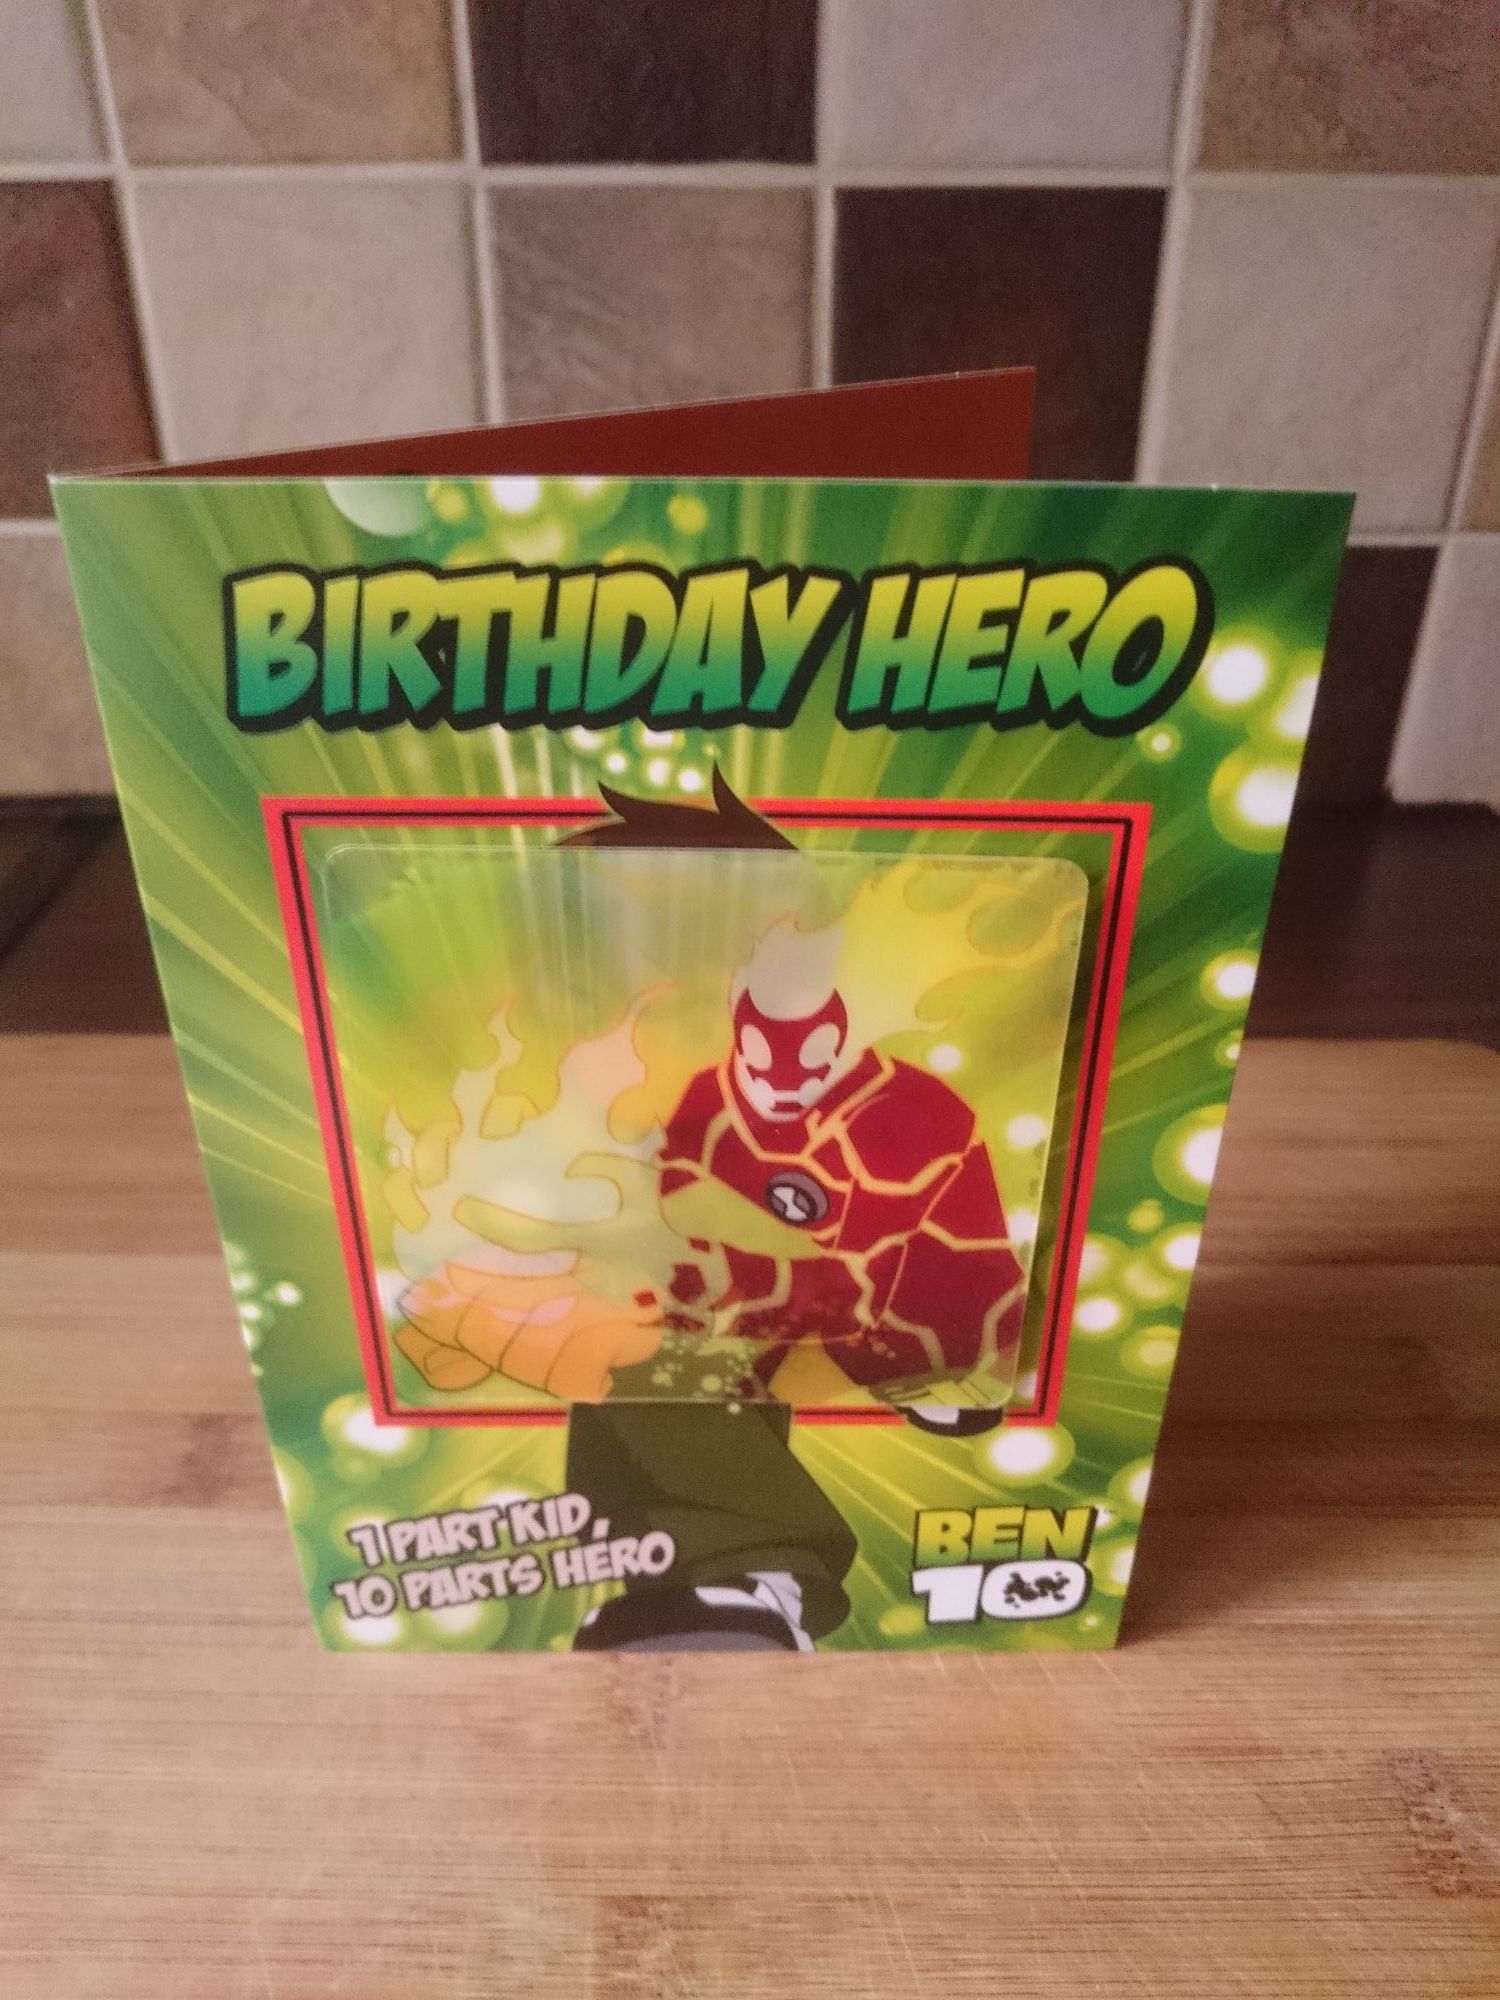 BIRTHDAY HERO
1 PART KID,
10 PARTS HERO
BEN
10